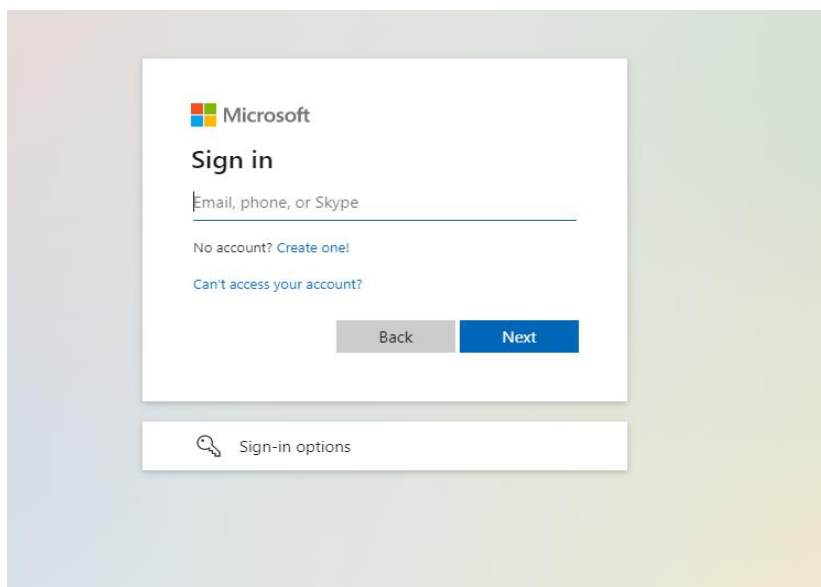 Microsoft
Sign in
Email, phone, or Skype
No account? Create one!
Can't access your account?
Back Next
Sign-in options